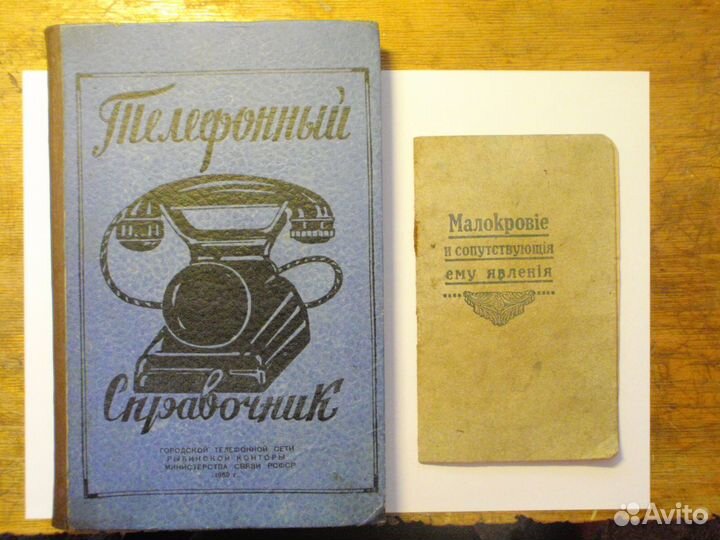 Телефонный
Справочник
ГОРОДСКОЙ ТЕЛЕФОННОЙ СЕТИ
РЫБИНСКОЙ КОНТОРЫ
МИНИСТЕРСТВА СВЯЗИ РСФСР
г.
Малокровіе
и сопутствующія
ему явленія
Avito